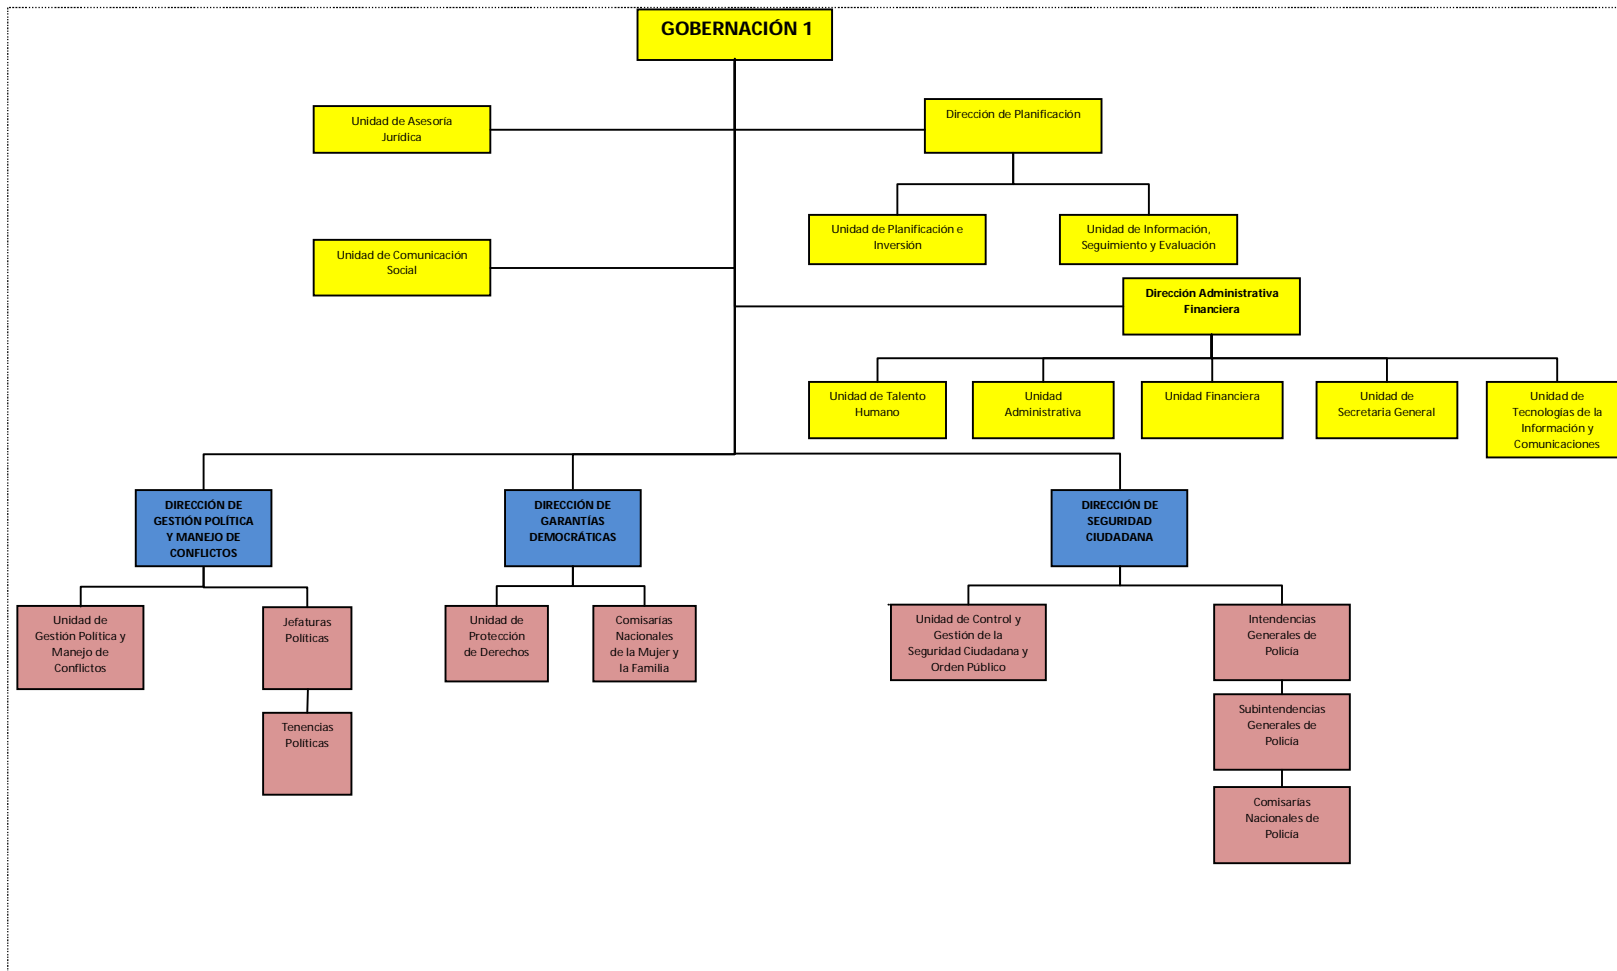 GOBERNACIÓN 1
Unidad de Asesoría
Jurídica
Dirección de Planificación
Unidad de Planificación e
Inversión
Unidad de Información,
Seguimiento y Evaluación
Unidad de Comunicación
Social
Dirección Administrativa
Financiera
Unidad de Talento
Humano
Unidad
Administrativa
Unidad Financiera
Unidad de
Secretaria General
Unidad de
Tecnologías de la
Información y
Comunicaciones
DIRECCIÓN DE
GESTIÓN POLÍTICA
Y MANEJO DE
CONFLICTOS
DIRECCIÓN DE
GARANTÍAS
DEMOCRÁTICAS
DIRECCIÓN DE
SEGURIDAD
CIUDADANA
Unidad de
Gestión Política y
Manejo de
Conflictos
Jefaturas
Políticas
Unidad de
Protección
de Derechos
Comisarías
Nacionales
de la Mujer y
la Familia
Unidad de Control y
Gestión de la
Seguridad Ciudadana y
Orden Público
Intendencias
Generales de
Policía
Tenencias
Políticas
Subintendencias
Generales de
Policía
Comisarías
Nacionales de
Policía